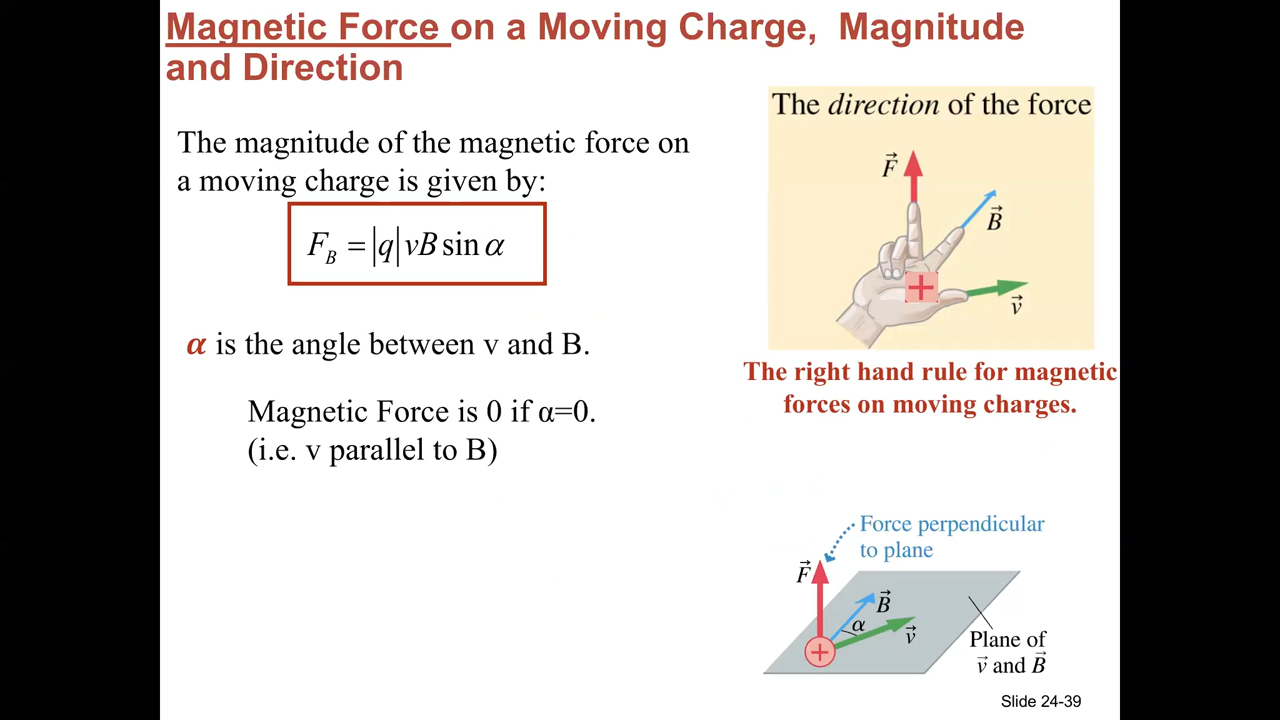 Magnetic Force on a Moving Charge,  Magnitude
and Direction
The magnitude of the magnetic force on
a moving charge is given by:
F_B = |q| vB sin α
α is the angle between v and B.
Magnetic Force is 0 if α=0.
(i.e. v parallel to B)
The direction of the force
F⃗
B⃗
+
v⃗
The right hand rule for magnetic
forces on moving charges.
Force perpendicular
to plane
F⃗
B⃗
α
v⃗
+
Plane of
v⃗ and B⃗
Slide 24-39